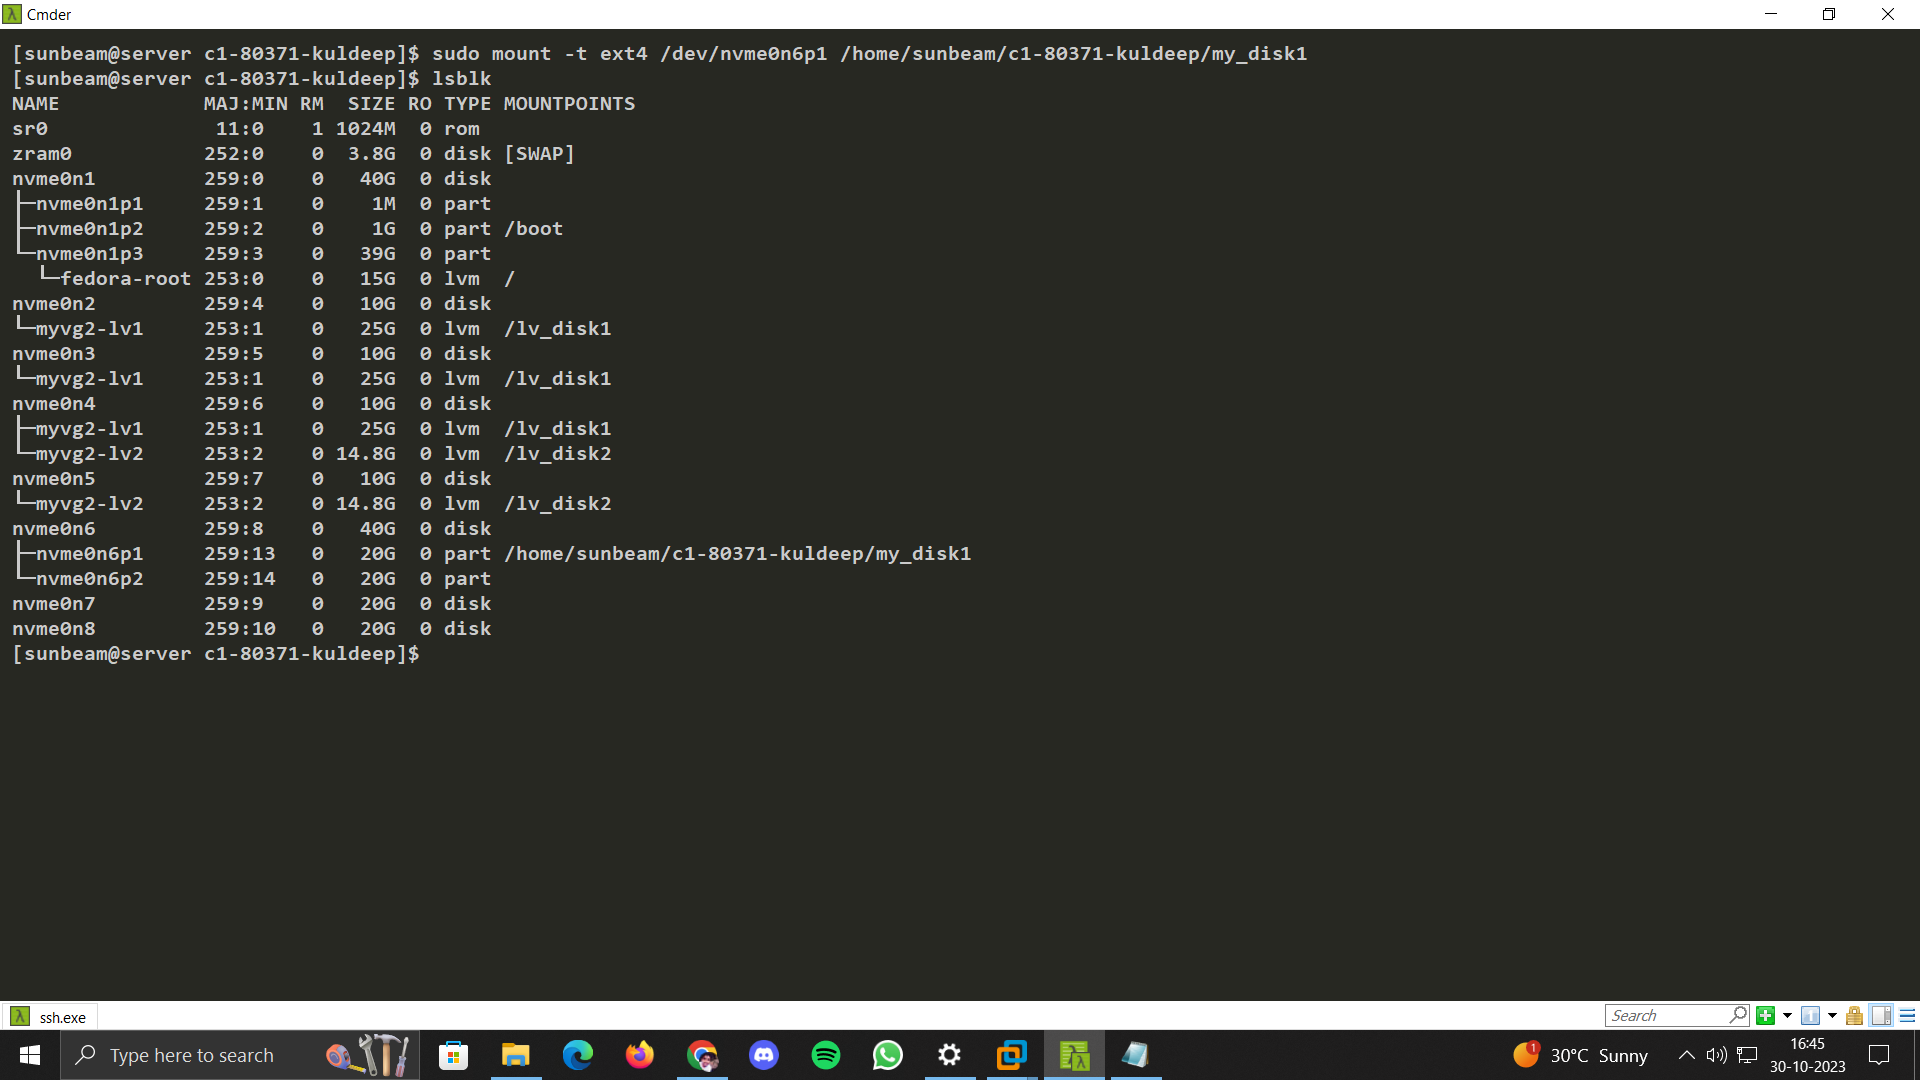 Cmder
[sunbeam@server c1-80371-kuldeep]$ sudo mount -t ext4 /dev/nvme0n6p1 /home/sunbeam/c1-80371-kuldeep/my_disk1
[sunbeam@server c1-80371-kuldeep]$ lsblk
NAME            MAJ:MIN RM  SIZE RO TYPE MOUNTPOINTS
sr0              11:0    1 1024M  0 rom
zram0           252:0    0  3.8G  0 disk [SWAP]
nvme0n1         259:0    0   40G  0 disk
├─nvme0n1p1     259:1    0    1M  0 part
├─nvme0n1p2     259:2    0    1G  0 part /boot
└─nvme0n1p3     259:3    0   39G  0 part
  └─fedora-root 253:0    0   15G  0 lvm  /
nvme0n2         259:4    0   10G  0 disk
└─myvg2-lv1     253:1    0   25G  0 lvm  /lv_disk1
nvme0n3         259:5    0   10G  0 disk
└─myvg2-lv1     253:1    0   25G  0 lvm  /lv_disk1
nvme0n4         259:6    0   10G  0 disk
├─myvg2-lv1     253:1    0   25G  0 lvm  /lv_disk1
└─myvg2-lv2     253:2    0 14.8G  0 lvm  /lv_disk2
nvme0n5         259:7    0   10G  0 disk
└─myvg2-lv2     253:2    0 14.8G  0 lvm  /lv_disk2
nvme0n6         259:8    0   40G  0 disk
├─nvme0n6p1     259:13   0   20G  0 part /home/sunbeam/c1-80371-kuldeep/my_disk1
└─nvme0n6p2     259:14   0   20G  0 part
nvme0n7         259:9    0   20G  0 disk
nvme0n8         259:10   0   20G  0 disk
[sunbeam@server c1-80371-kuldeep]$
ssh.exe
Search
Type here to search
1
30°C Sunny
16:45
30-10-2023